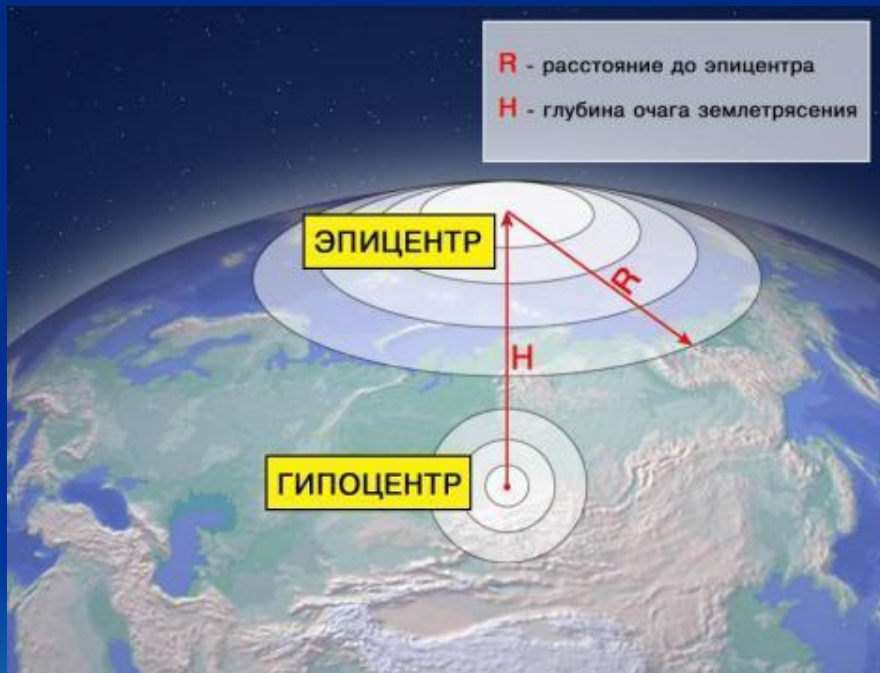 R - расстояние до эпицентра
H - глубина очага землетрясения
ЭПИЦЕНТР
R
H
ГИПОЦЕНТР